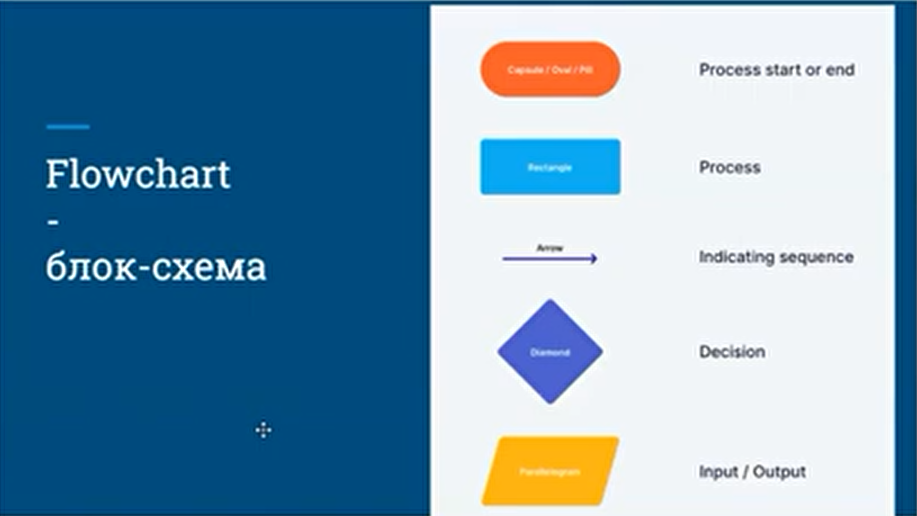 Flowchart
-
блок-схема
Capsule / Oval / Pill
Process start or end
Rectangle
Process
Arrow
Indicating sequence
Diamond
Decision
Parallelogram
Input / Output